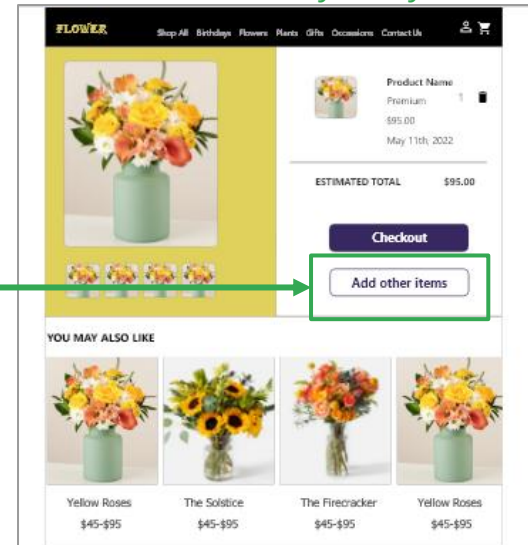 FLOWER
Shop All Birthdays Flowers Plants Gifts Occassions Contact Us
Product Name
Premium 1
$95.00
May 11th, 2022
ESTIMATED TOTAL $95.00
Checkout
Add other items
YOU MAY ALSO LIKE
Yellow Roses The Solstice The Firecracker Yellow Roses
$45-$95 $45-$95 $45-$95 $45-$95